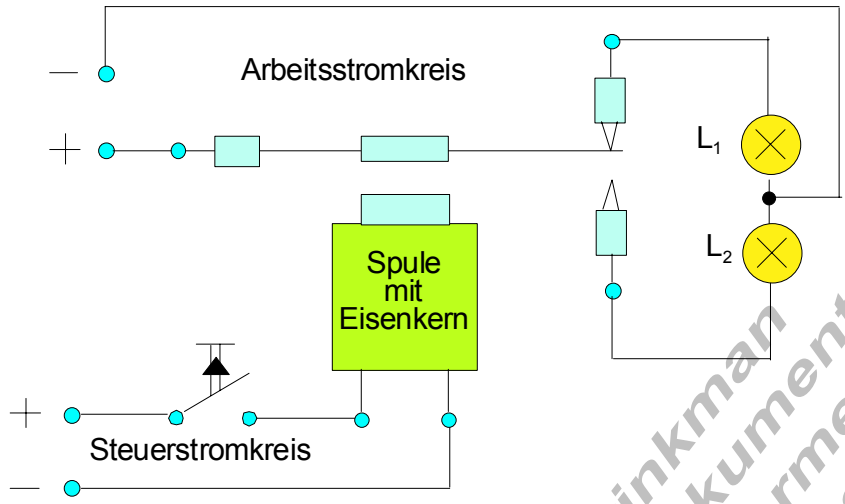 Arbeitsstromkreis
L1
L2
Spule
mit
Eisenkern
Steuerstromkreis
+
−
+
−